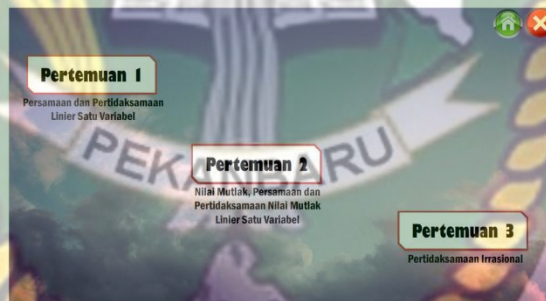 Pertemuan 1
Persamaan dan Pertidaksamaan
Linier Satu Variabel
PEKANBARU
Pertemuan 2
Nilai Mutlak, Persamaan dan
Pertidaksamaan Nilai Mutlak
Linier Satu Variabel
Pertemuan 3
Pertidaksamaan Irrasional